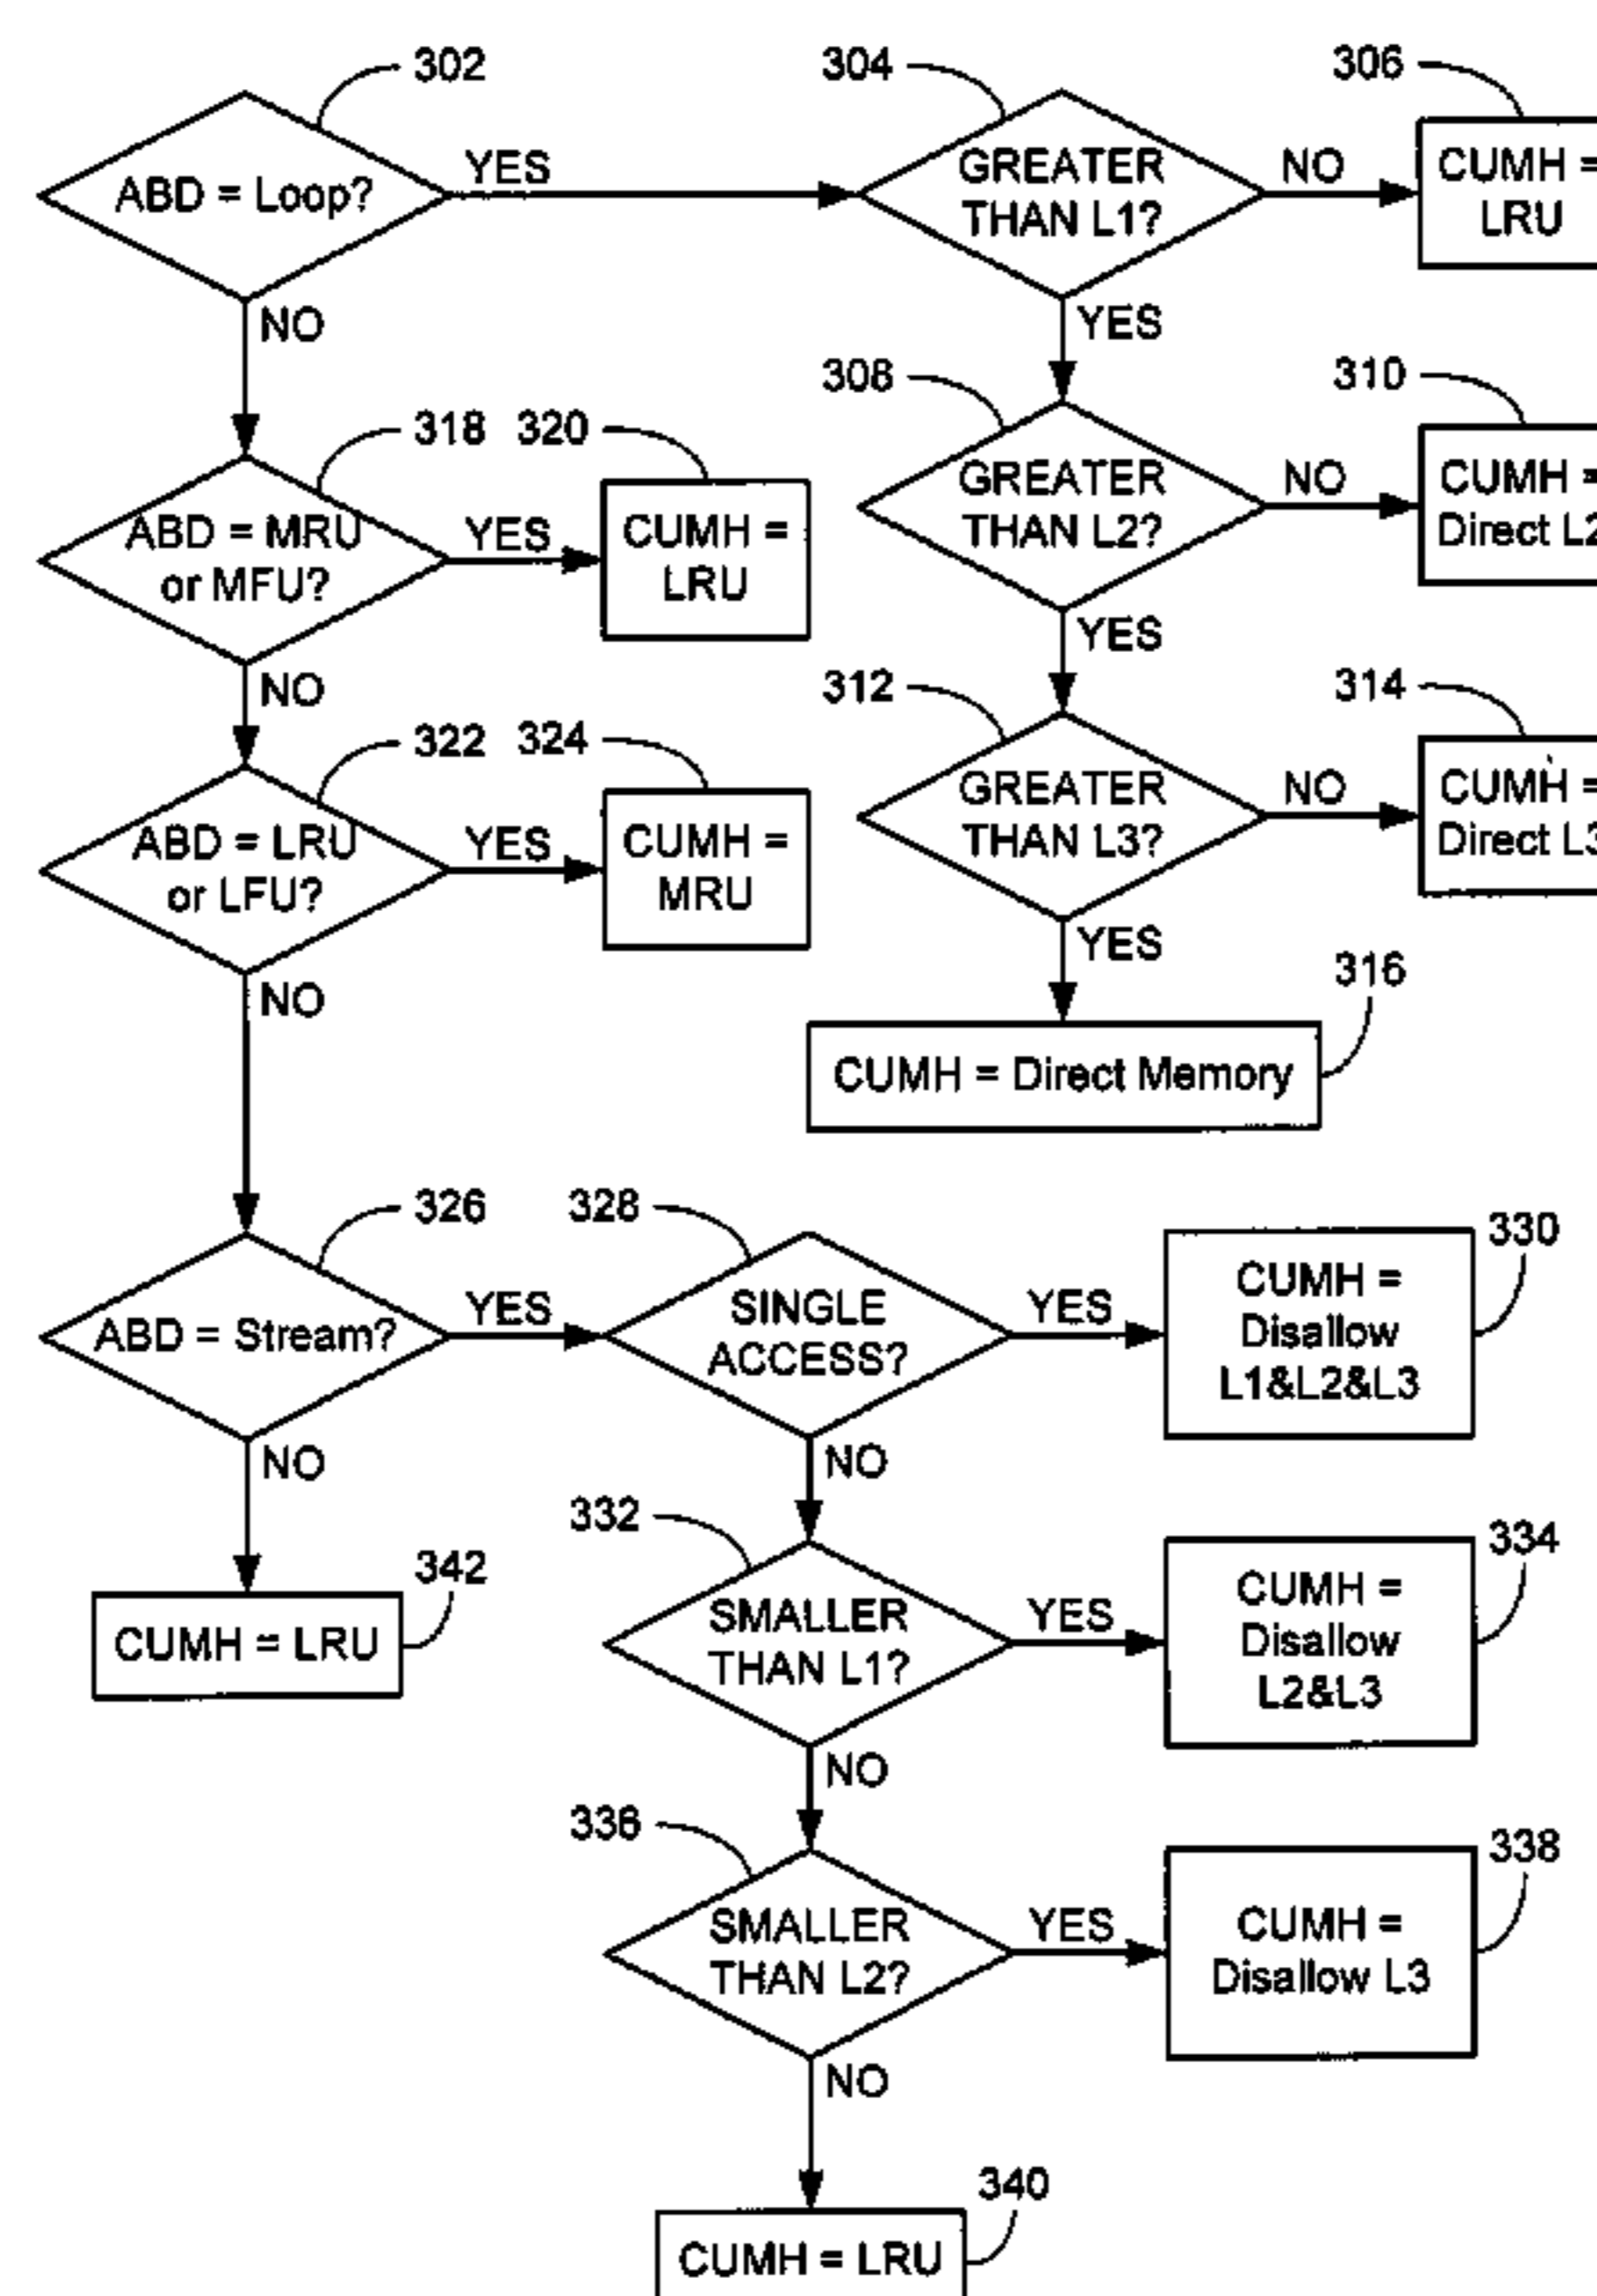 302
304
306
ABD = Loop?
YES
GREATER
THAN L1?
NO
CUMH =
LRU
NO
YES
308
310
318
320
ABD = MRU
or MFU?
YES
CUMH =
LRU
GREATER
THAN L2?
NO
CUMH =
Direct L2
NO
YES
312
314
322
324
ABD = LRU
or LFU?
YES
CUMH =
MRU
GREATER
THAN L3?
NO
CUMH =
Direct L3
NO
YES
316
CUMH = Direct Memory
326
328
330
ABD = Stream?
YES
SINGLE
ACCESS?
YES
CUMH =
Disallow
L1&L2&L3
NO
NO
332
334
342
CUMH = LRU
SMALLER
THAN L1?
YES
CUMH =
Disallow
L2&L3
NO
336
338
SMALLER
THAN L2?
YES
CUMH =
Disallow L3
NO
340
CUMH = LRU